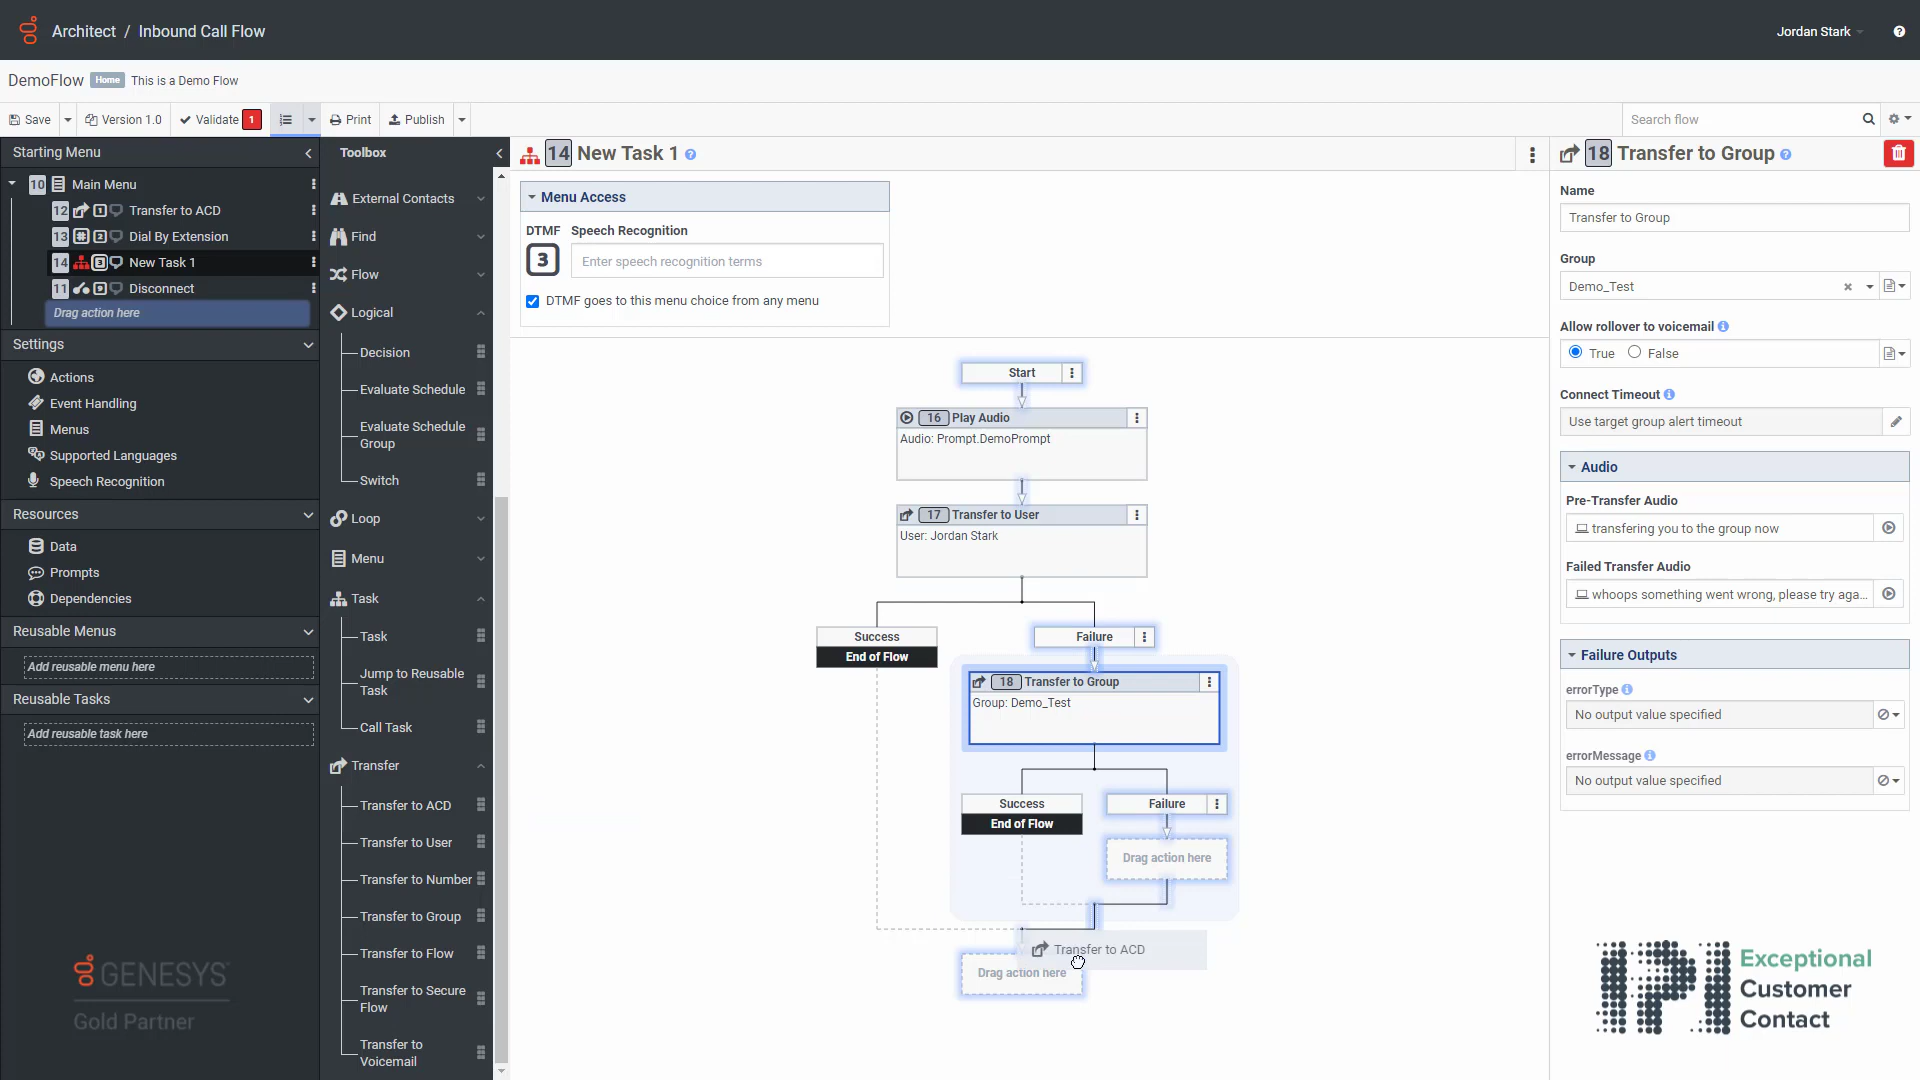 Architect / Inbound Call Flow
Jordan Stark
DemoFlow Home This is a Demo Flow
Save
Version 1.0
Validate 1
Print
Publish
Search flow
Starting Menu
10 Main Menu
12 1 Transfer to ACD
13 2 Dial By Extension
14 3 New Task 1
11 9 Disconnect
Drag action here
Settings
Actions
Event Handling
Menus
Supported Languages
Speech Recognition
Resources
Data
Prompts
Dependencies
Reusable Menus
Add reusable menu here
Reusable Tasks
Add reusable task here
GENESYS
Gold Partner
Toolbox
External Contacts
Find
Flow
Logical
Decision
Evaluate Schedule
Evaluate Schedule
Group
Switch
Loop
Menu
Task
Task
Jump to Reusable
Task
Call Task
Transfer
Transfer to ACD
Transfer to User
Transfer to Number
Transfer to Group
Transfer to Flow
Transfer to Secure
Flow
Transfer to
Voicemail
14 New Task 1
Menu Access
DTMF Speech Recognition
3 Enter speech recognition terms
DTMF goes to this menu choice from any menu
Start
16 Play Audio
Audio: Prompt.DemoPrompt
17 Transfer to User
User: Jordan Stark
Success
End of Flow
Failure
18 Transfer to Group
Group: Demo_Test
Success
End of Flow
Failure
Drag action here
Transfer to ACD
Drag action here
18 Transfer to Group
Name
Transfer to Group
Group
Demo_Test
Allow rollover to voicemail
True False
Connect Timeout
Use target group alert timeout
Audio
Pre-Transfer Audio
transfering you to the group now
Failed Transfer Audio
whoops something went wrong, please try aga...
Failure Outputs
errorType
No output value specified
errorMessage
No output value specified
IPI
Exceptional
Customer
Contact